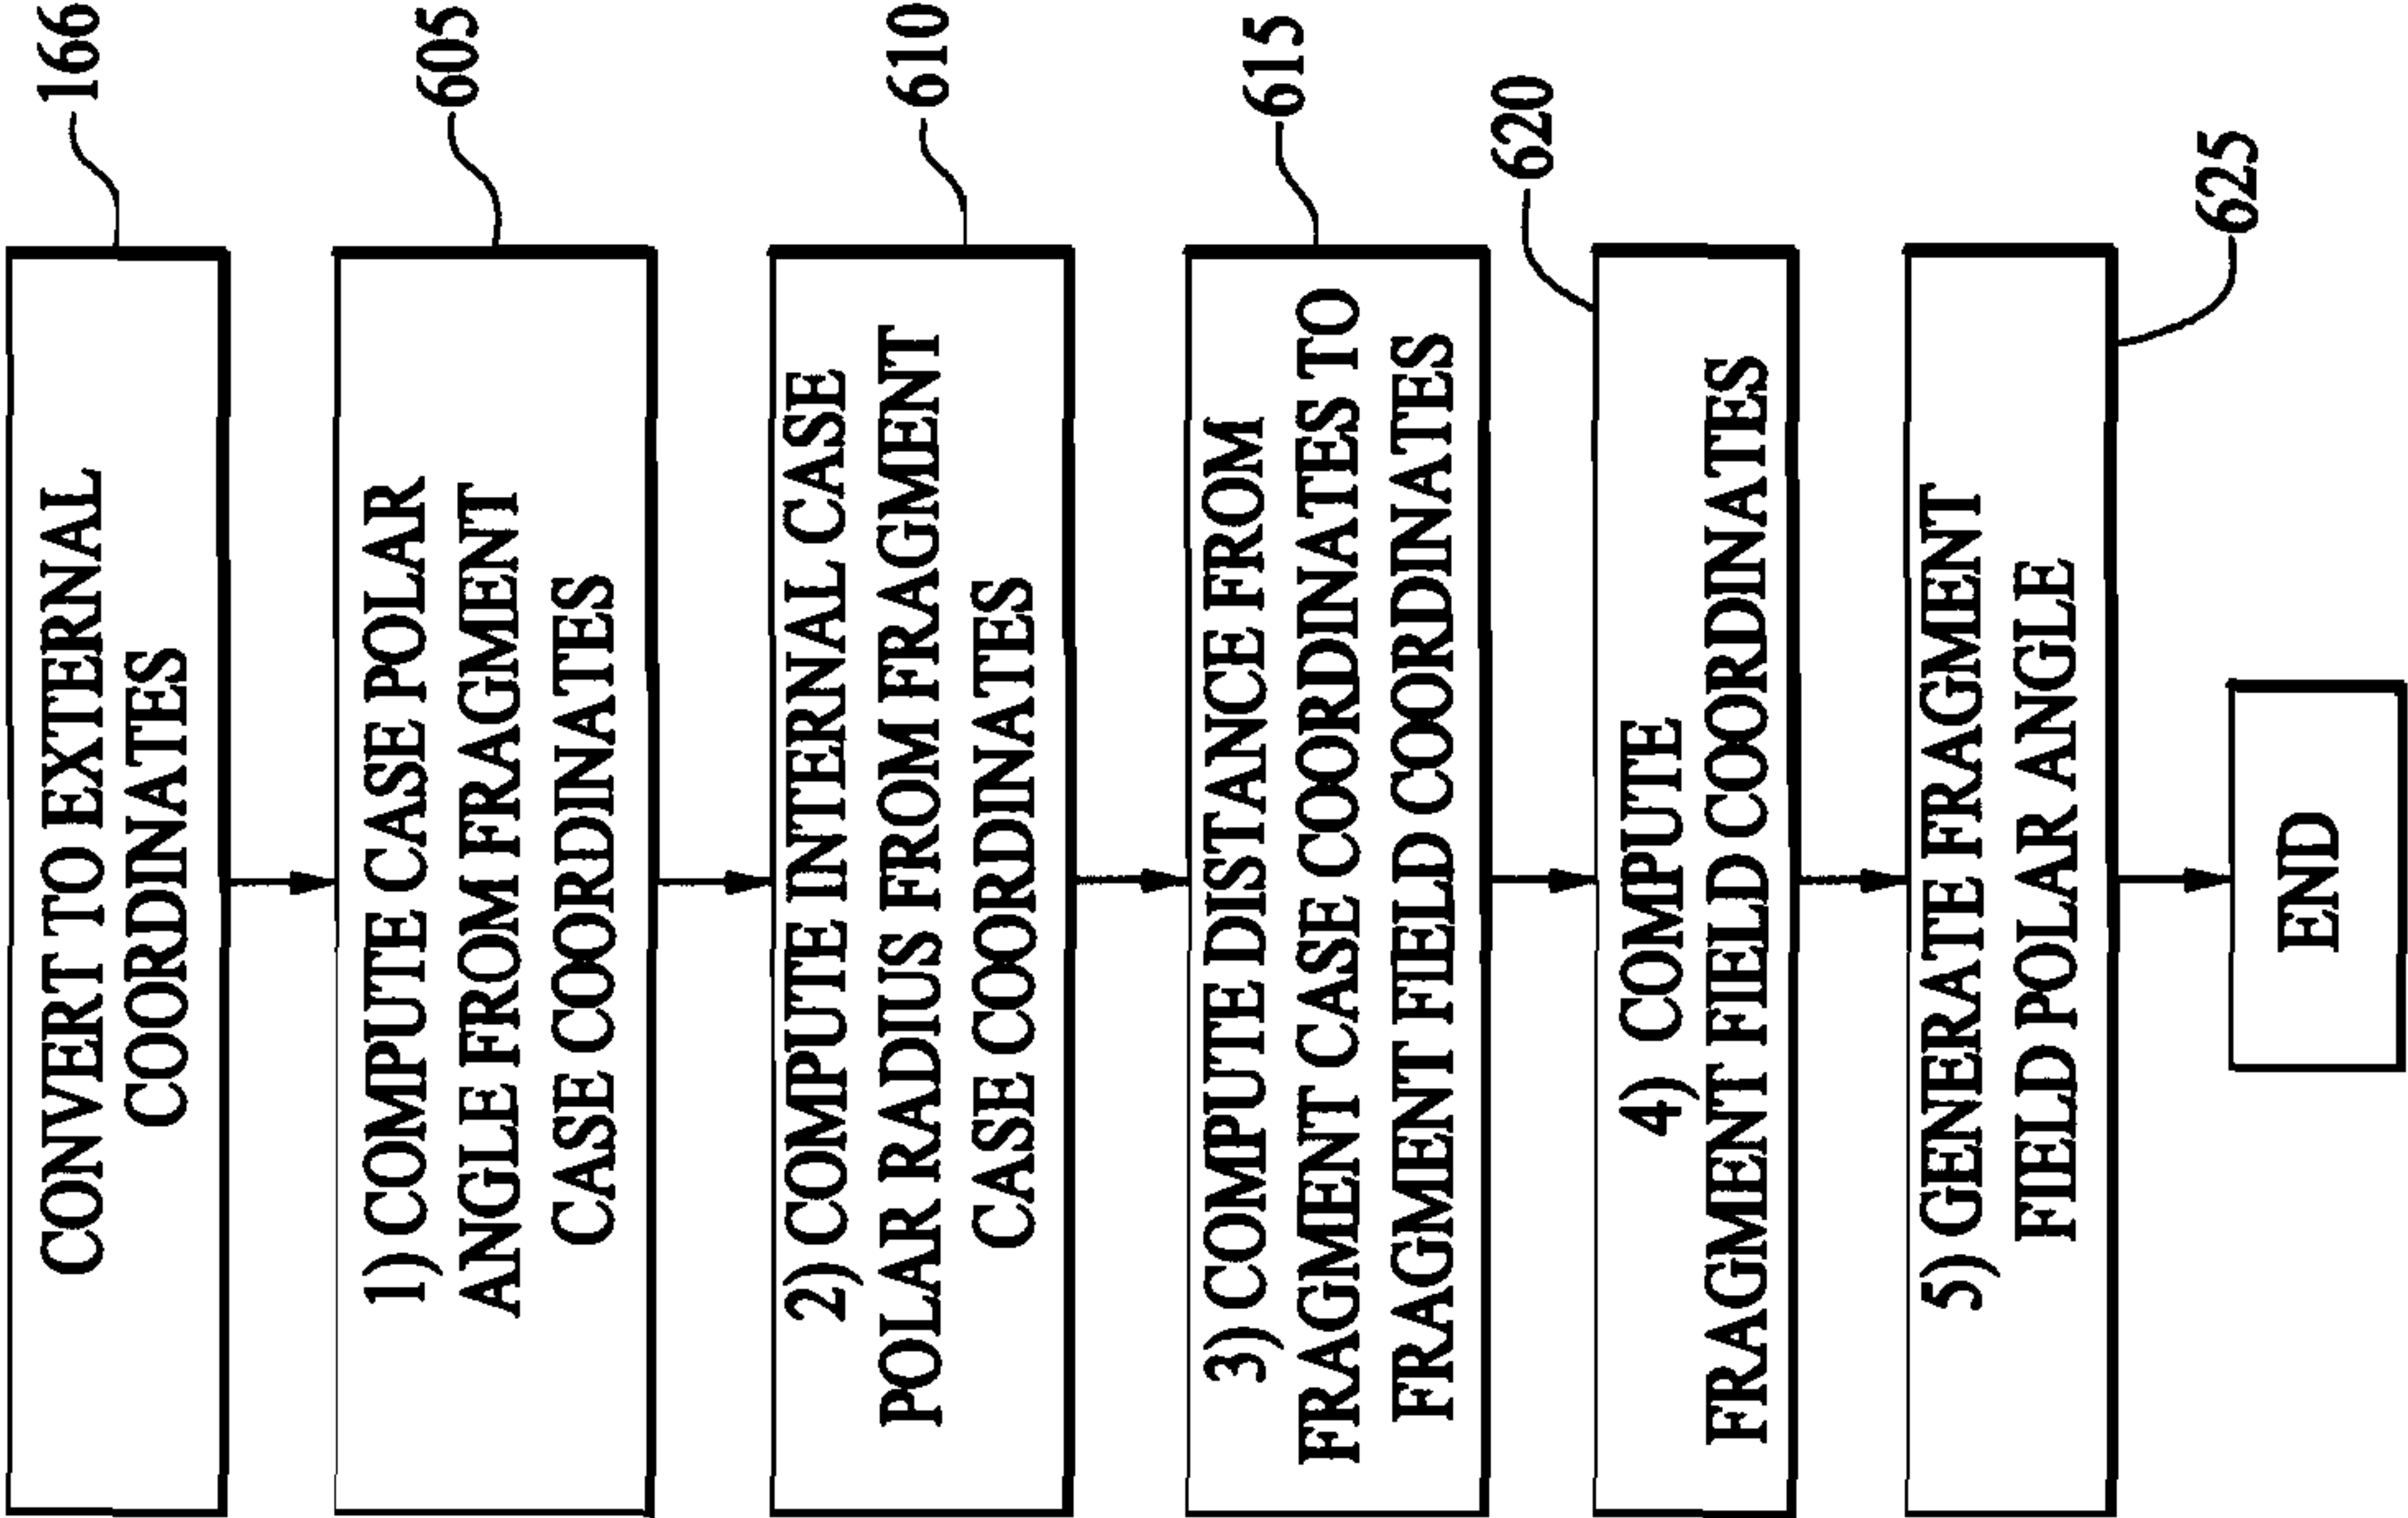 CONVERT TO EXTERNAL
COORDINATES
166
1) COMPUTE CASE POLAR
ANGLE FROM FRAGMENT
CASE COORDINATES
605
2) COMPUTE INTERNAL CASE
POLAR RADIUS FROM FRAGMENT
CASE COORDINATES
610
3) COMPUTE DISTANCE FROM
FRAGMENT CASE COORDINATES TO
FRAGMENT FIELD COORDINATES
615
4) COMPUTE
FRAGMENT FIELD COORDINATES
620
5) GENERATE FRAGMENT
FIELD POLAR ANGLE
625
END